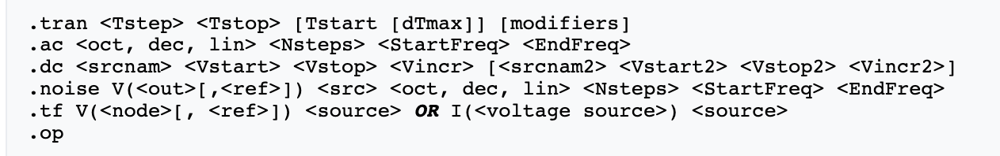 .tran <Tstep> <Tstop> [Tstart [dTmax]] [modifiers]
.ac <oct, dec, lin> <Nsteps> <StartFreq> <EndFreq>
.dc <srcnam> <Vstart> <Vstop> <Vincr> [<srcnam2> <Vstart2> <Vstop2> <Vincr2>]
.noise V(<out>[,<ref>]) <src> <oct, dec, lin> <Nsteps> <StartFreq> <EndFreq>
.tf V(<node>[, <ref>]) <source> OR I(<voltage source>) <source>
.op